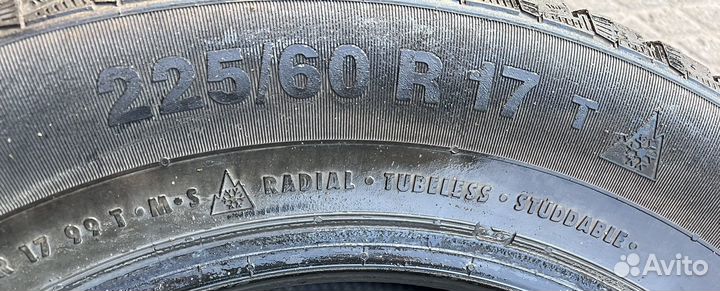 225/60 R 17 T
R 17 99 T · M·S RADIAL · TUBELESS · STUDDABLE ·
Avito